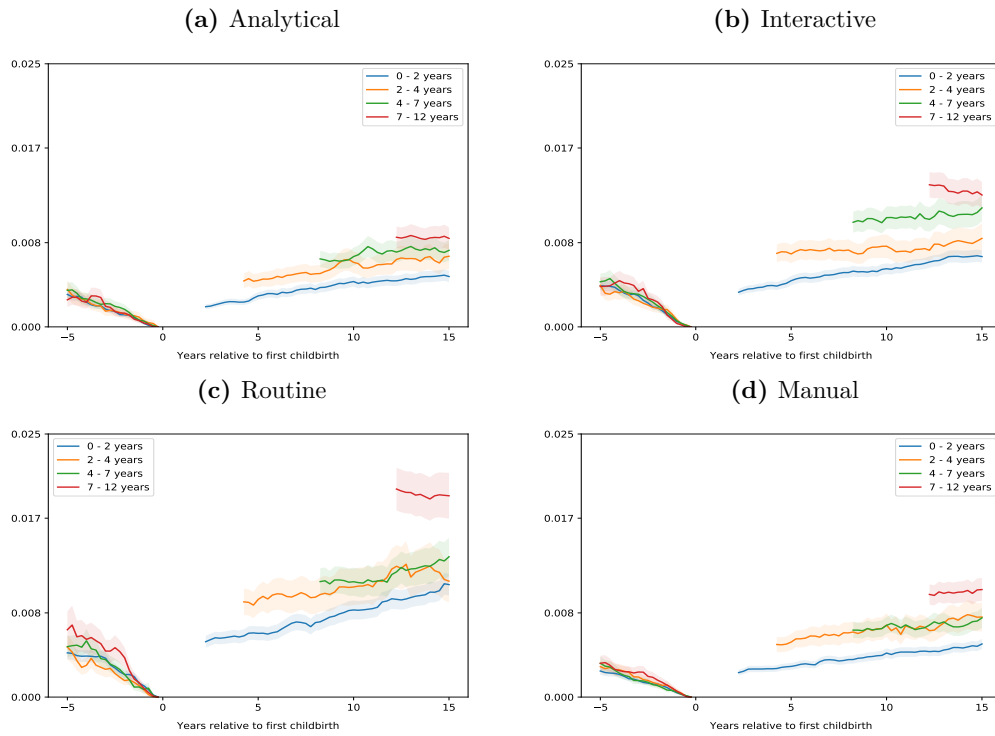 (a) Analytical
0.025
0.017
0.008
0.000
0 - 2 years
2 - 4 years
4 - 7 years
7 - 12 years
−5 0 5 10 15
Years relative to first childbirth
(b) Interactive
0.025
0.017
0.008
0.000
0 - 2 years
2 - 4 years
4 - 7 years
7 - 12 years
−5 0 5 10 15
Years relative to first childbirth
(c) Routine
0.025
0.017
0.008
0.000
0 - 2 years
2 - 4 years
4 - 7 years
7 - 12 years
−5 0 5 10 15
Years relative to first childbirth
(d) Manual
0.025
0.017
0.008
0.000
0 - 2 years
2 - 4 years
4 - 7 years
7 - 12 years
−5 0 5 10 15
Years relative to first childbirth